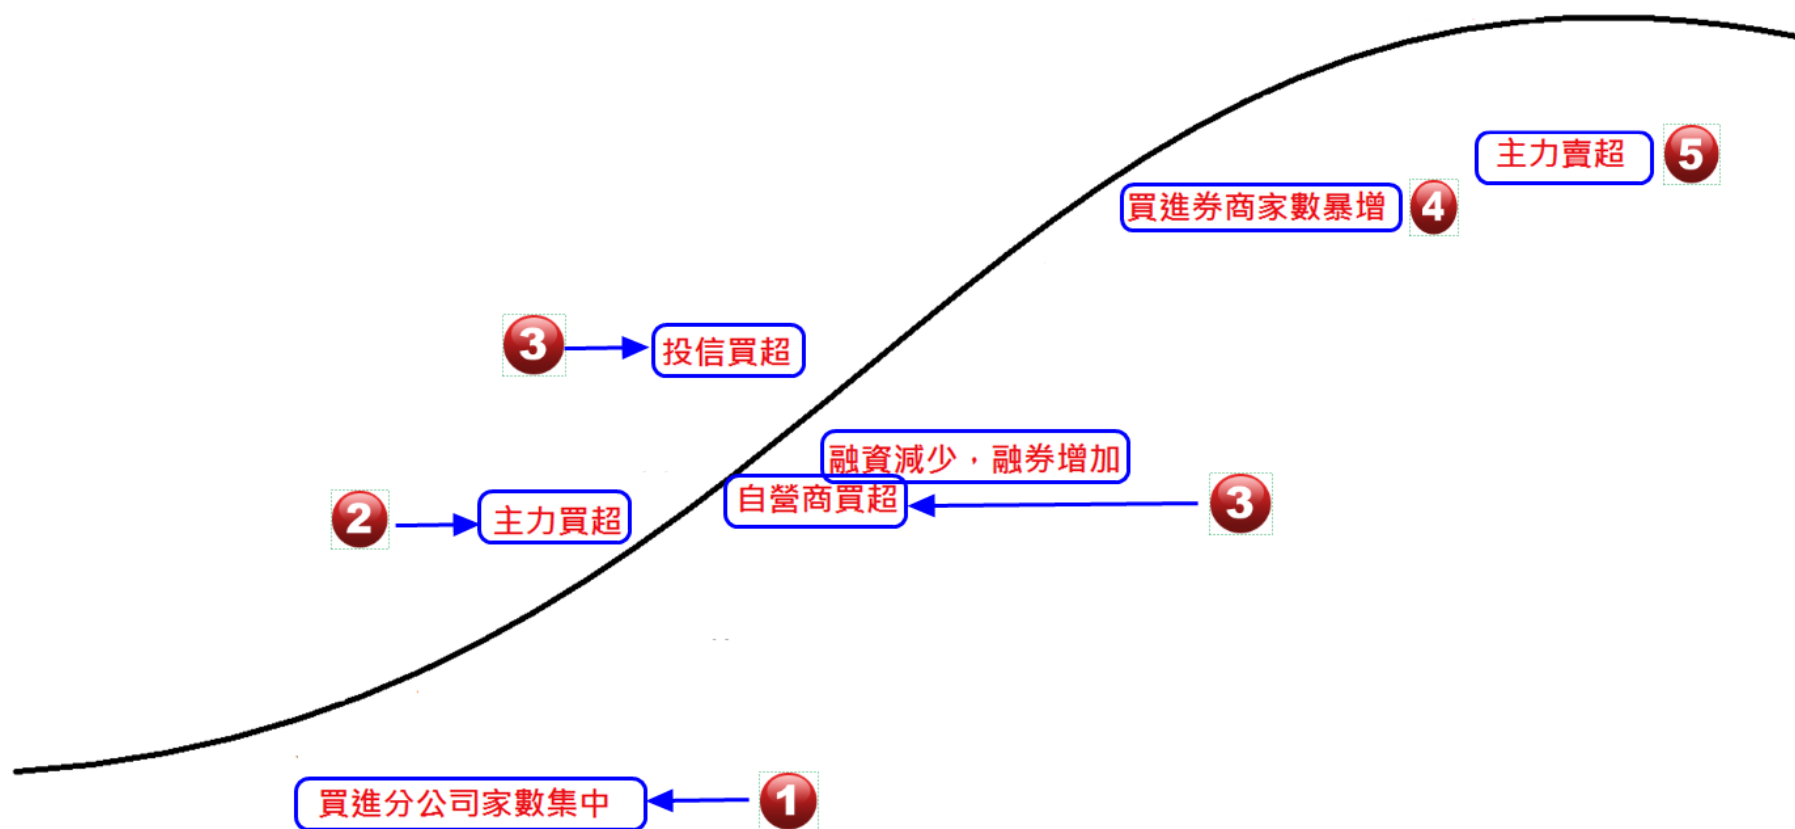 主力賣超 5
買進券商家數暴增 4
3 投信買超
融資減少，融券增加
自營商買超 3
2 主力買超
買進分公司家數集中 1